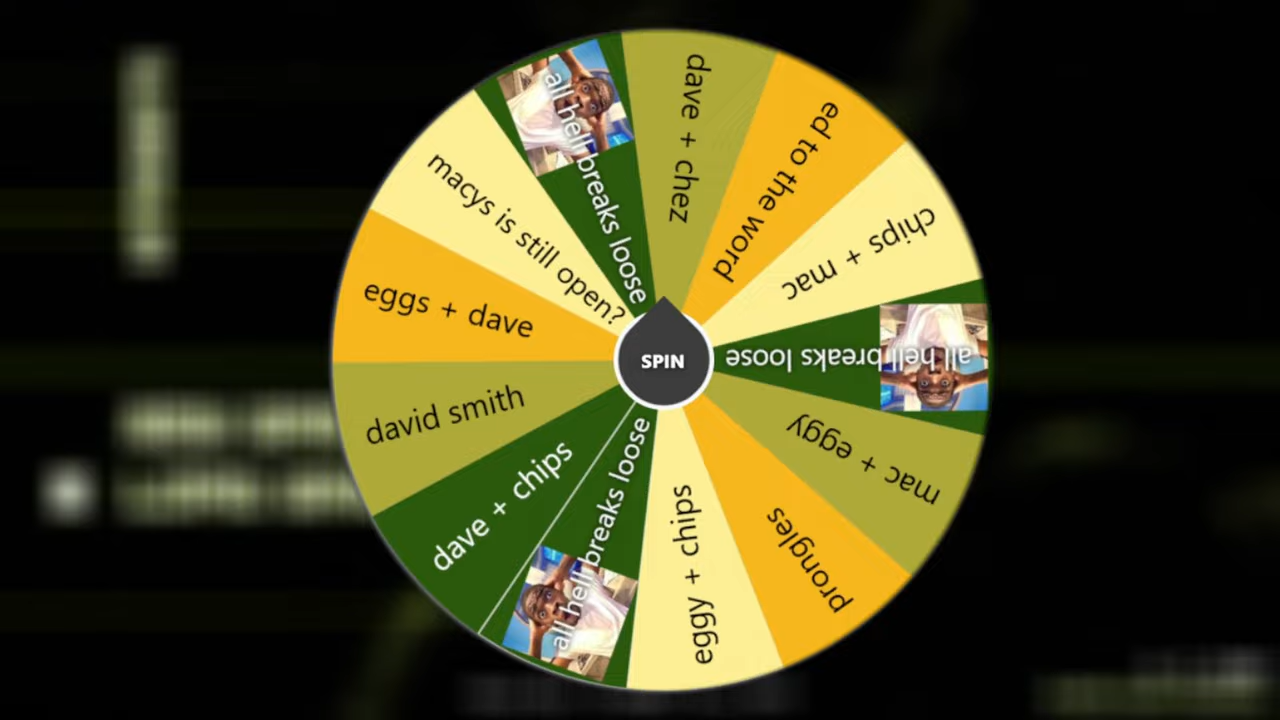 dave + chez
ed to the word
chips + mac
all hell breaks loose
mac + eggy
prongles
eggy + chips
all hell breaks loose
dave + chips
david smith
eggs + dave
macys is still open?
all hell breaks loose
SPIN